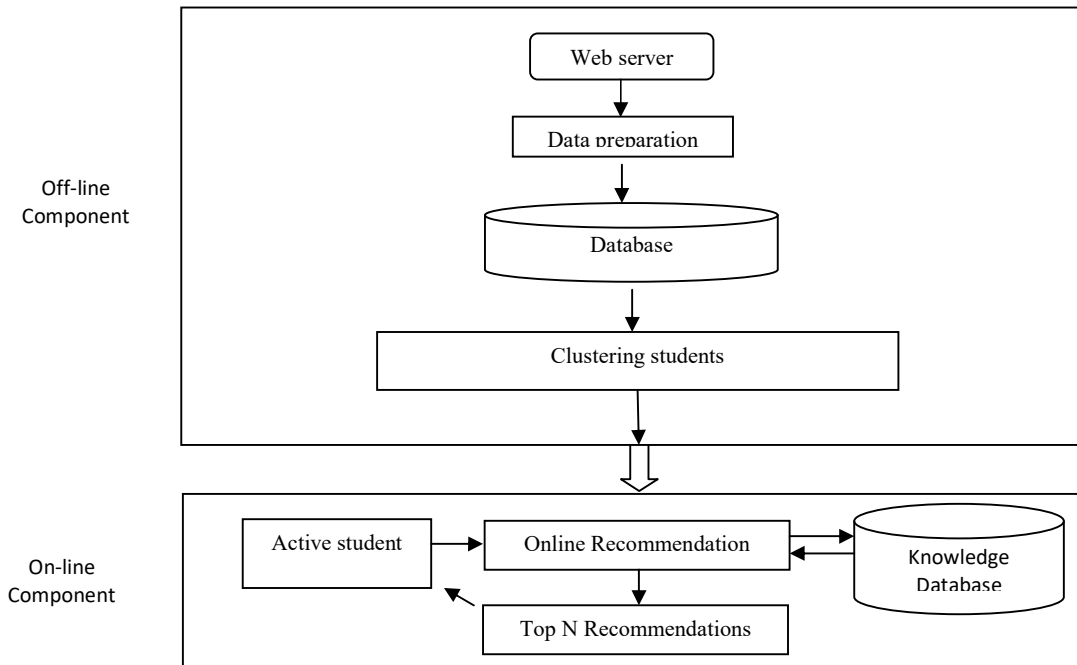 Web server
Data preparation
Off-line
Component
Database
Clustering students
Active student
Online Recommendation
Knowledge
Database
On-line
Component
Top N Recommendations